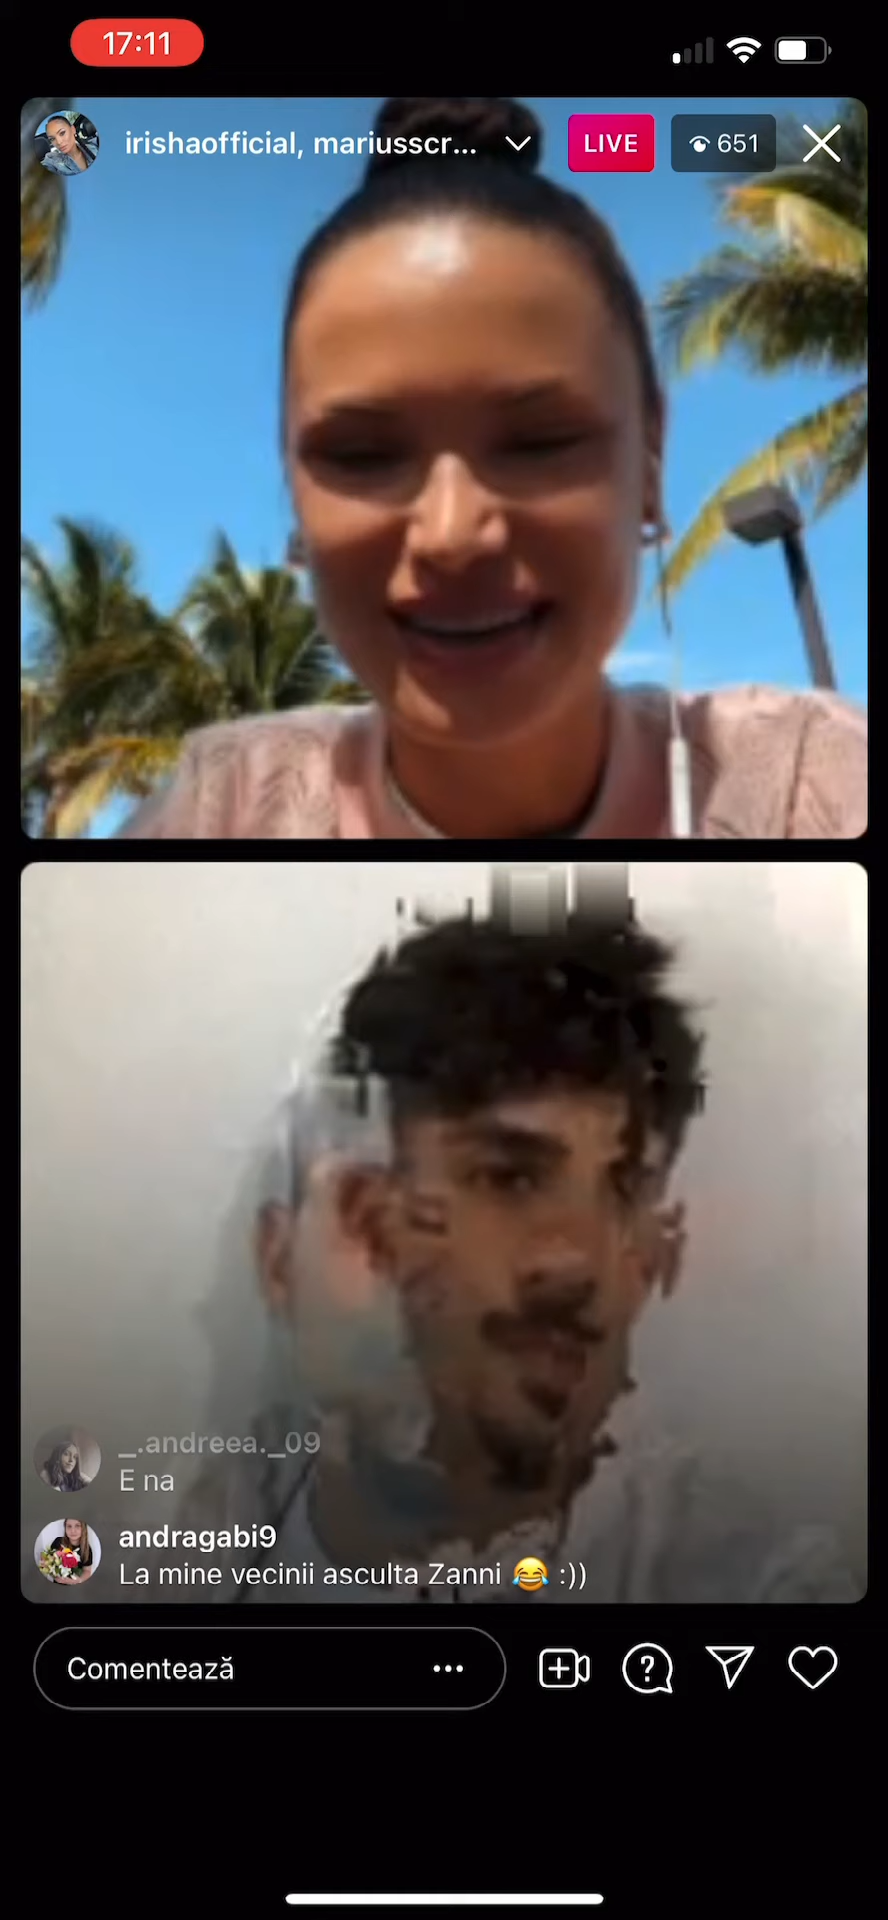 17:11
irishaofficial, mariusscr...
LIVE
651
_.andreea._09
E na
andragabi9
La mine vecinii asculta Zanni 😂 :))
Comentează